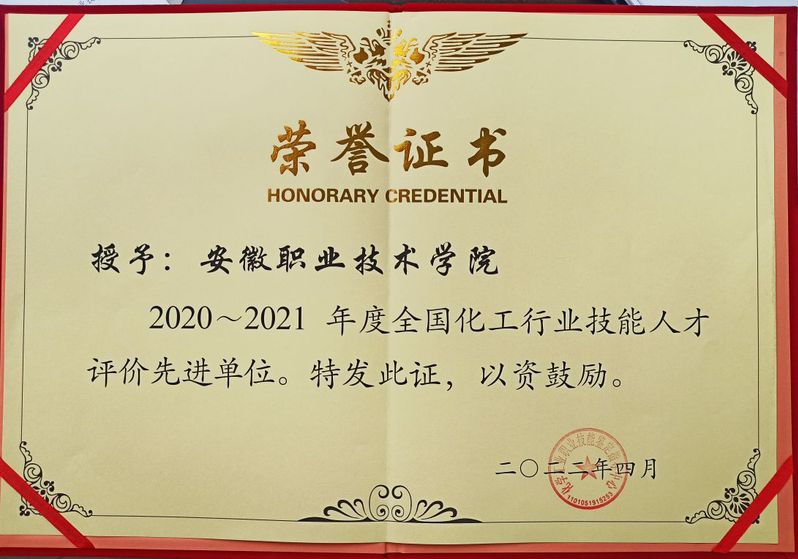 荣誉证书
HONORARY CREDENTIAL
授予：安徽职业技术学院
2020～2021 年度全国化工行业技能人才
评价先进单位。特发此证，以资鼓励。
二〇二二年四月